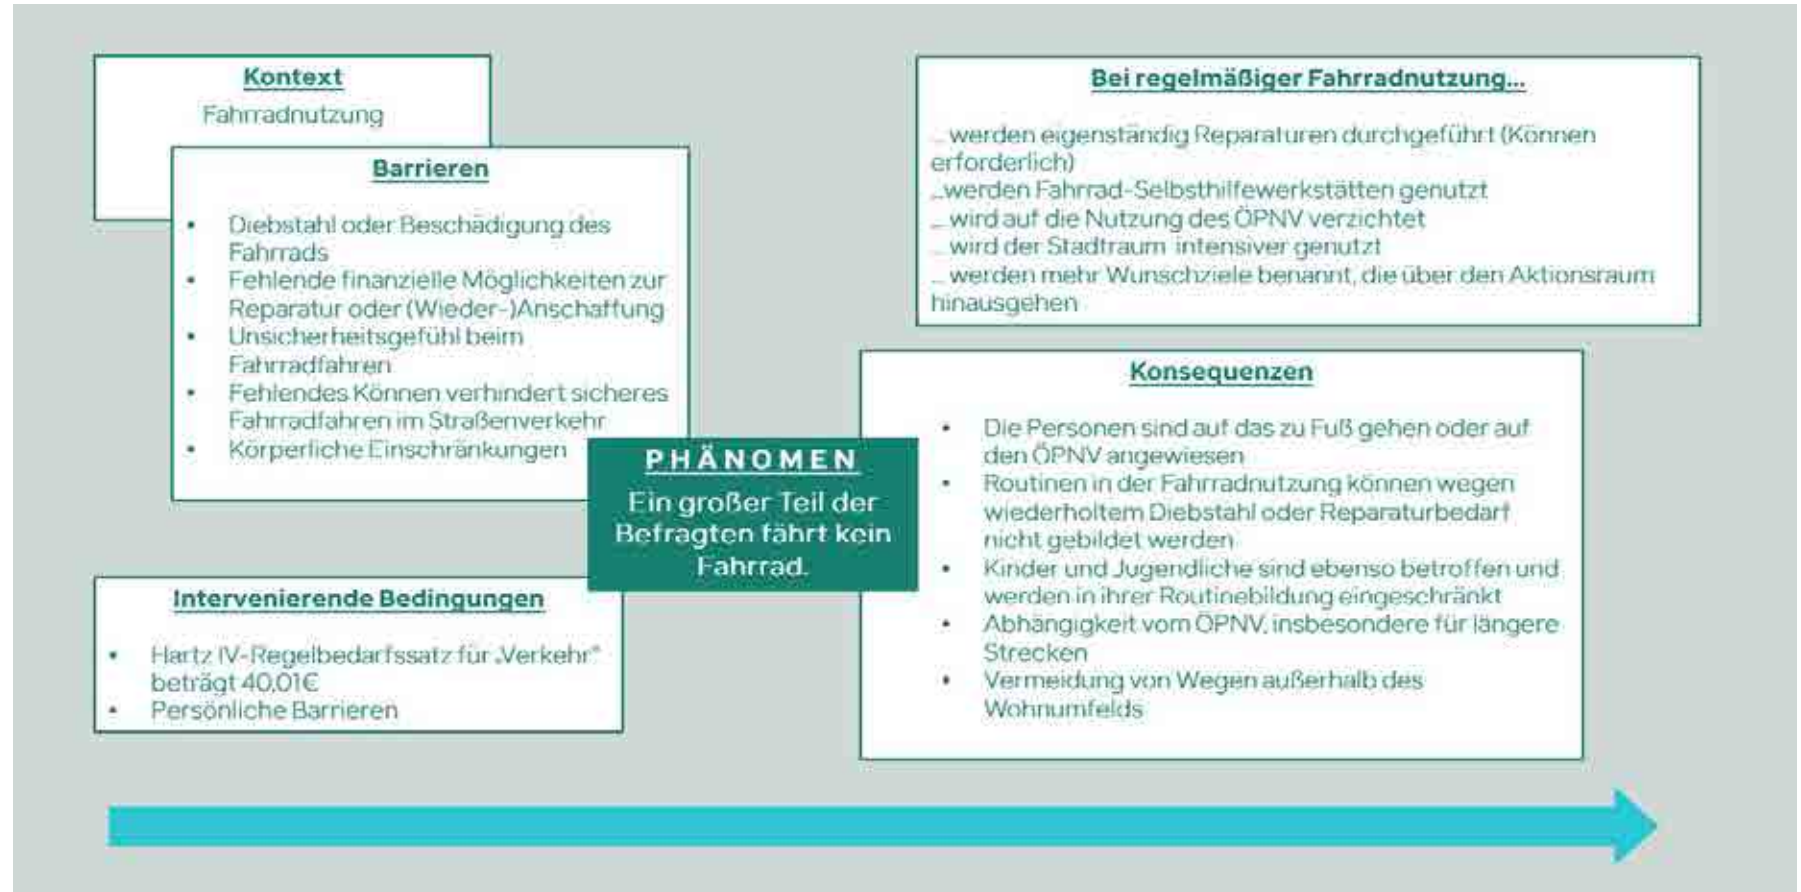 Kontext
Fahrradnutzung
Barrieren
• Diebstahl oder Beschädigung des
Fahrrads
• Fehlende finanzielle Möglichkeiten zur
Reparatur oder (Wieder-)Anschaffung
• Unsicherheitsgefühl beim
Fahrradfahren
• Fehlendes Können verhindert sicheres
Fahrradfahren im Straßenverkehr
• Körperliche Einschränkungen
Intervenierende Bedingungen
• Hartz IV-Regelbedarfssatz für „Verkehr“
beträgt 40,01€
• Persönliche Barrieren
PHÄNOMEN
Ein großer Teil der
Befragten fährt kein
Fahrrad.
Bei regelmäßiger Fahrradnutzung...
... werden eigenständig Reparaturen durchgeführt (Können
erforderlich)
...werden Fahrrad-Selbsthilfewerkstätten genutzt
... wird auf die Nutzung des ÖPNV verzichtet
... wird der Stadtraum intensiver genutzt
... werden mehr Wunschziele benannt, die über den Aktionsraum
hinausgehen
Konsequenzen
• Die Personen sind auf das zu Fuß gehen oder auf
den ÖPNV angewiesen
• Routinen in der Fahrradnutzung können wegen
wiederholtem Diebstahl oder Reparaturbedarf
nicht gebildet werden
• Kinder und Jugendliche sind ebenso betroffen und
werden in ihrer Routinebildung eingeschränkt
• Abhängigkeit vom ÖPNV, insbesondere für längere
Strecken
• Vermeidung von Wegen außerhalb des
Wohnumfelds